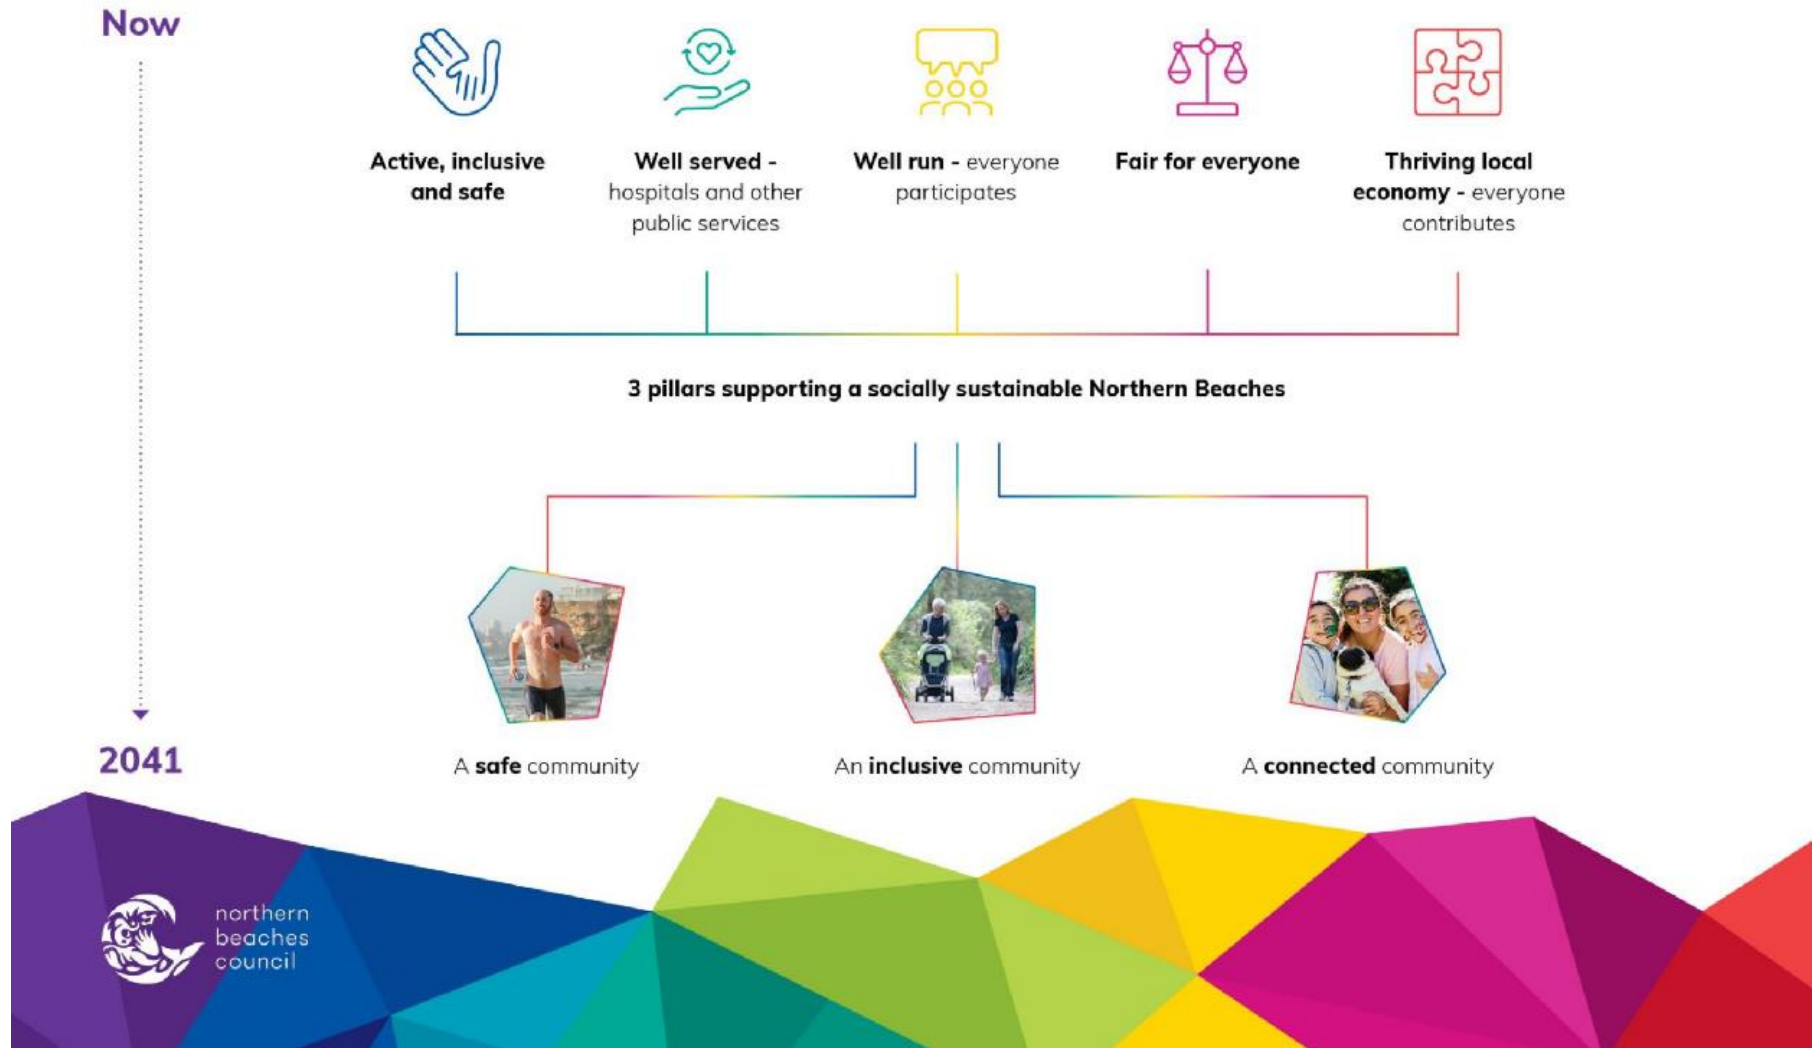 Now
Active, inclusive
and safe
Well served -
hospitals and other
public services
Well run - everyone
participates
Fair for everyone
Thriving local
economy - everyone
contributes
3 pillars supporting a socially sustainable Northern Beaches
2041
A safe community
An inclusive community
A connected community
northern
beaches
council